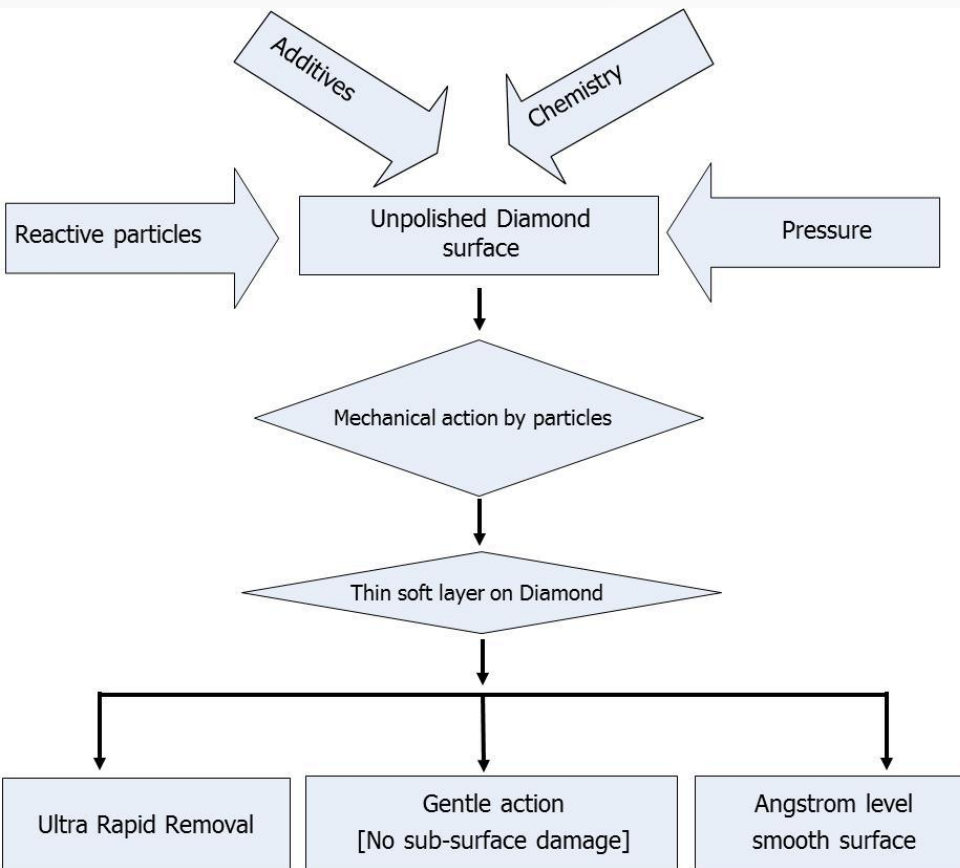 Additives
Chemistry
Reactive particles
Unpolished Diamond
surface
Pressure
Mechanical action by particles
Thin soft layer on Diamond
Ultra Rapid Removal
Gentle action
[No sub-surface damage]
Angstrom level
smooth surface